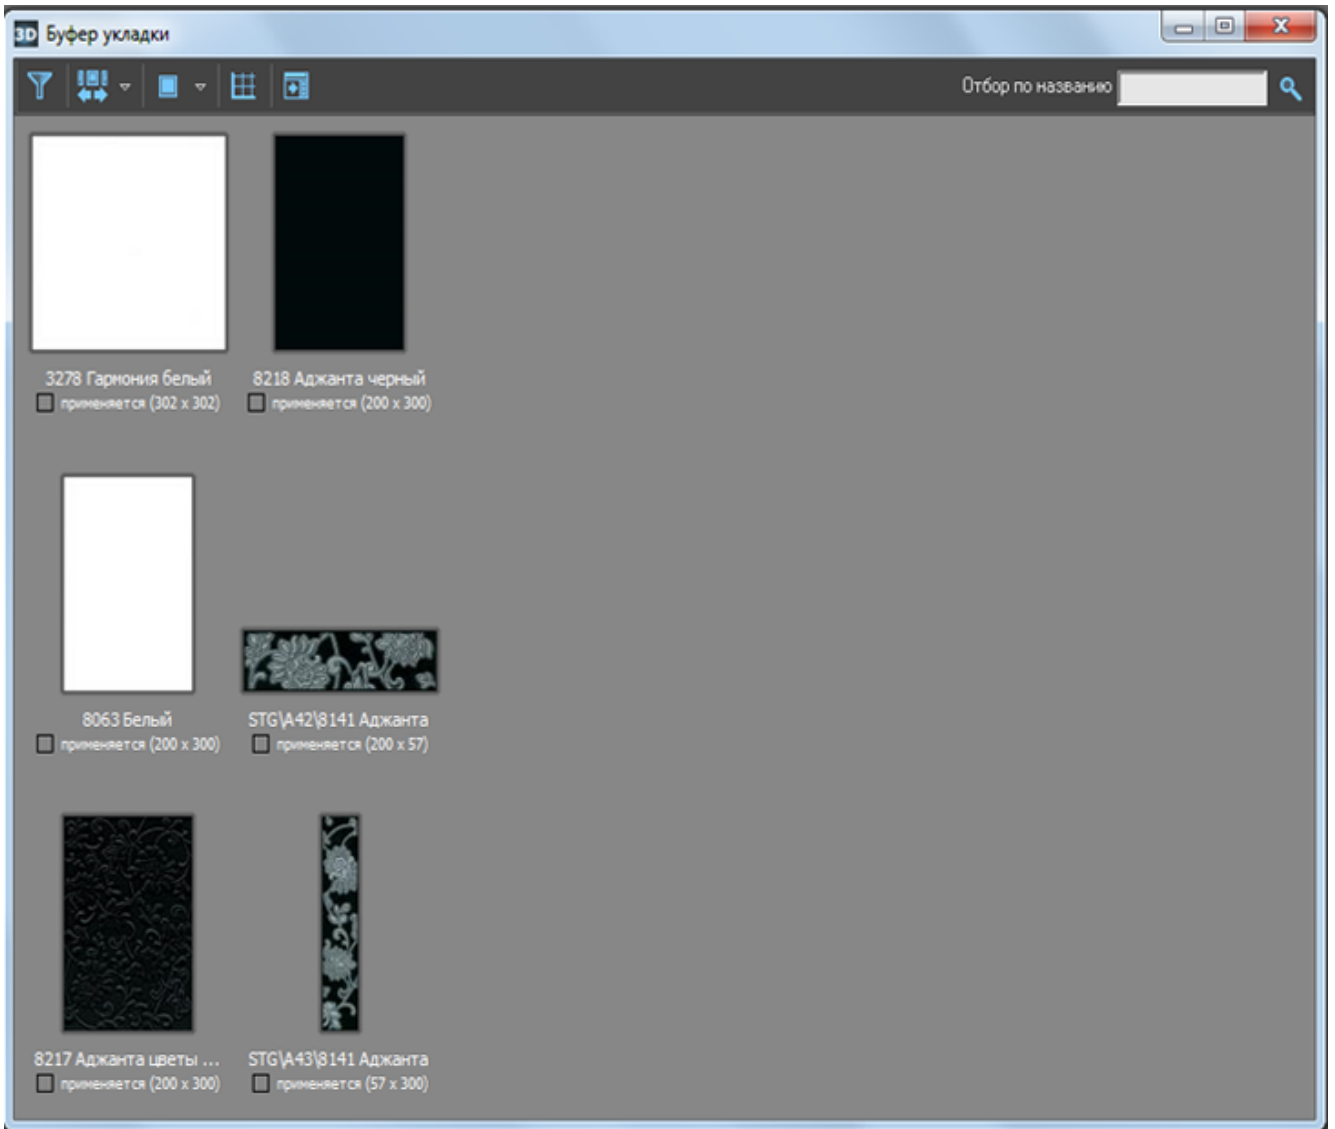 3D Буфер укладки
Отбор по названию
3278 Гармония белый
применяется (302 x 302)
8218 Аджанта черный
применяется (200 x 300)
8063 Белый
применяется (200 x 300)
STG\A42\8141 Аджанта
применяется (200 x 57)
8217 Аджанта цветы ...
применяется (200 x 300)
STG\A43\8141 Аджанта
применяется (57 x 300)